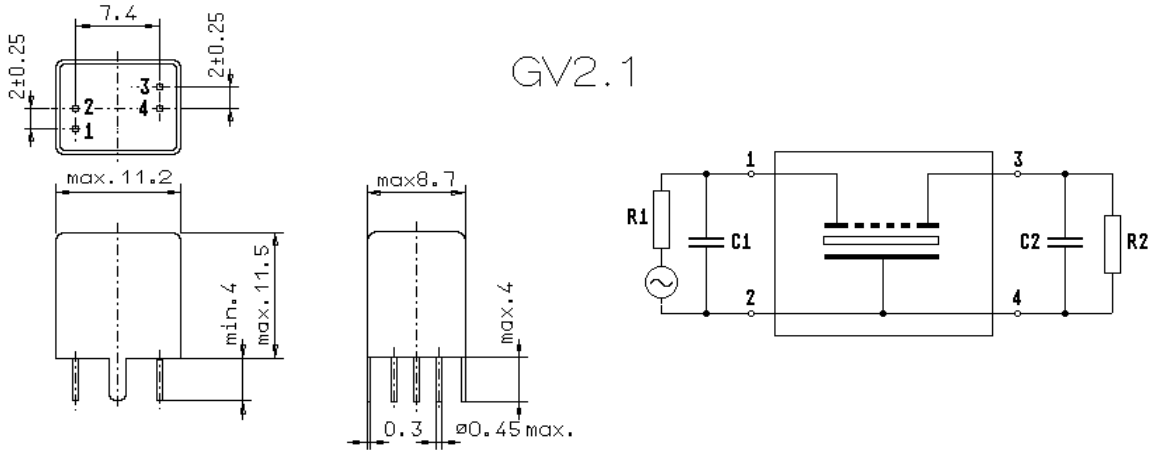 7.4
2±0.25
2±0.25
3
2
4
1
GV2.1
max.11.2
max8.7
min.4
max.11.5
max.4
0.3
ø0.45 max.
1
3
R1
C1
C2
R2
2
4